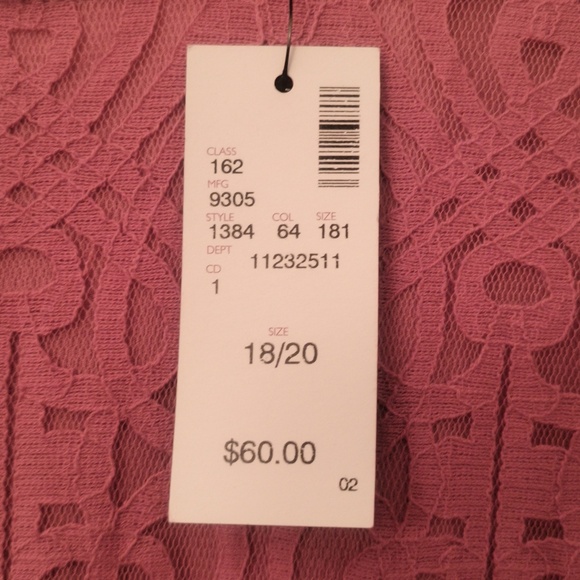 CLASS
162
MFG
9305
STYLE COL SIZE
1384 64 181
DEPT
11232511
CD
1
SIZE
18/20
$60.00
02